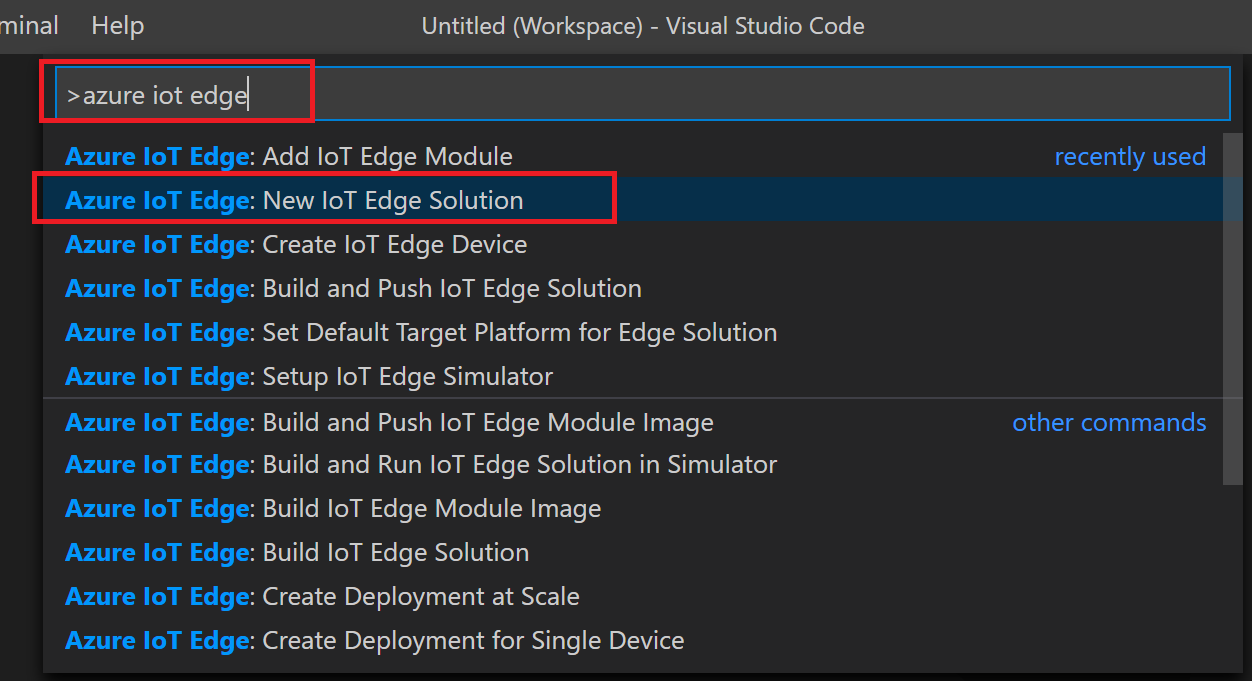 minal Help Untitled (Workspace) - Visual Studio Code
>azure iot edge
Azure IoT Edge: Add IoT Edge Module recently used
Azure IoT Edge: New IoT Edge Solution
Azure IoT Edge: Create IoT Edge Device
Azure IoT Edge: Build and Push IoT Edge Solution
Azure IoT Edge: Set Default Target Platform for Edge Solution
Azure IoT Edge: Setup IoT Edge Simulator
Azure IoT Edge: Build and Push IoT Edge Module Image other commands
Azure IoT Edge: Build and Run IoT Edge Solution in Simulator
Azure IoT Edge: Build IoT Edge Module Image
Azure IoT Edge: Build IoT Edge Solution
Azure IoT Edge: Create Deployment at Scale
Azure IoT Edge: Create Deployment for Single Device